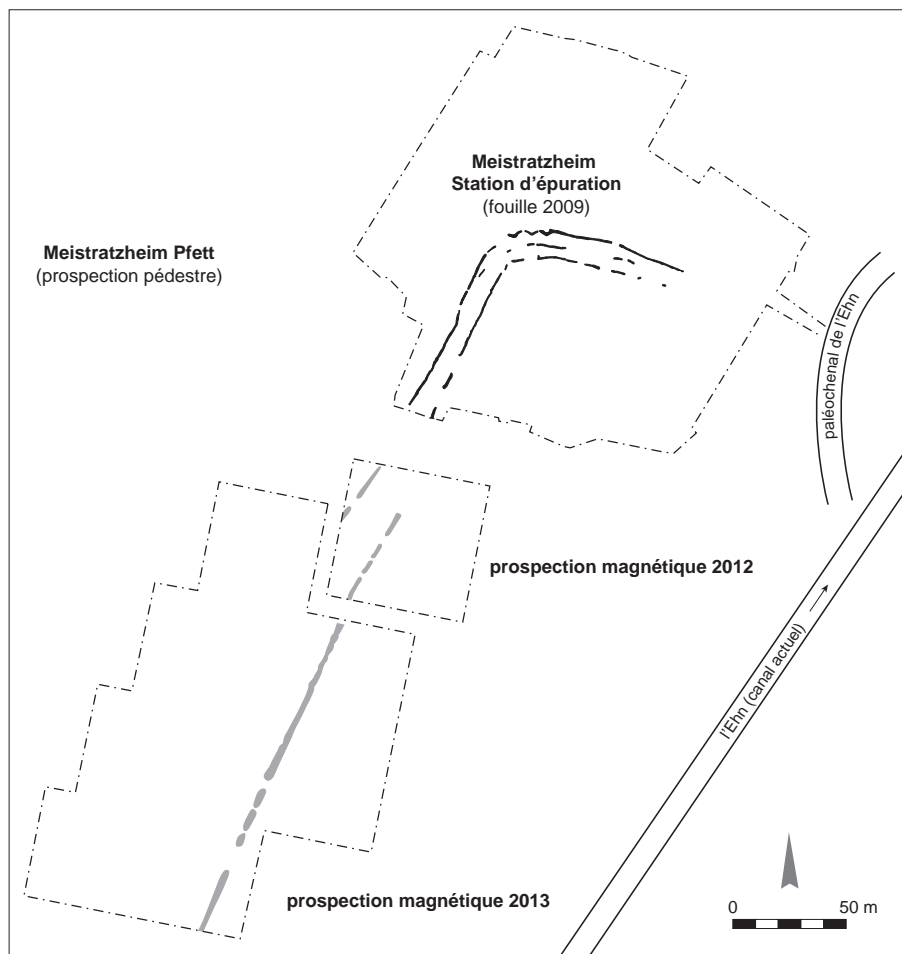 Meistratzheim
Station d'épuration
(fouille 2009)
Meistratzheim Pfett
(prospection pédestre)
paléochenal de l'Ehn
prospection magnétique 2012
l'Ehn (canal actuel)
prospection magnétique 2013
0 50 m